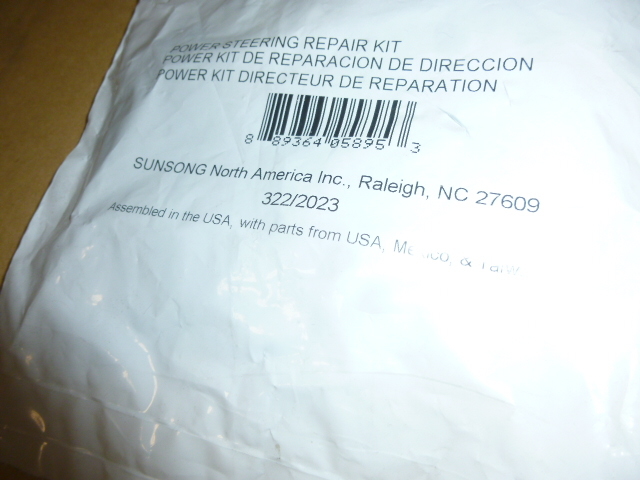 POWER STEERING REPAIR KIT
POWER KIT DE REPARACION DE DIRECCION
POWER KIT DIRECTEUR DE REPARATION
8 89364 05895 3
SUNSONG North America Inc., Raleigh, NC 27609
322/2023
Assembled in the USA, with parts from USA, Mexico, &